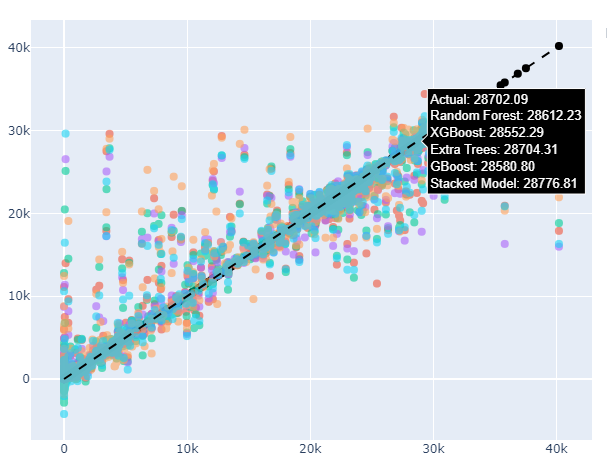 40k
30k
20k
10k
0
0
10k
20k
30k
40k
Actual: 28702.09
Random Forest: 28612.23
XGBoost: 28552.29
Extra Trees: 28704.31
GBoost: 28580.80
Stacked Model: 28776.81